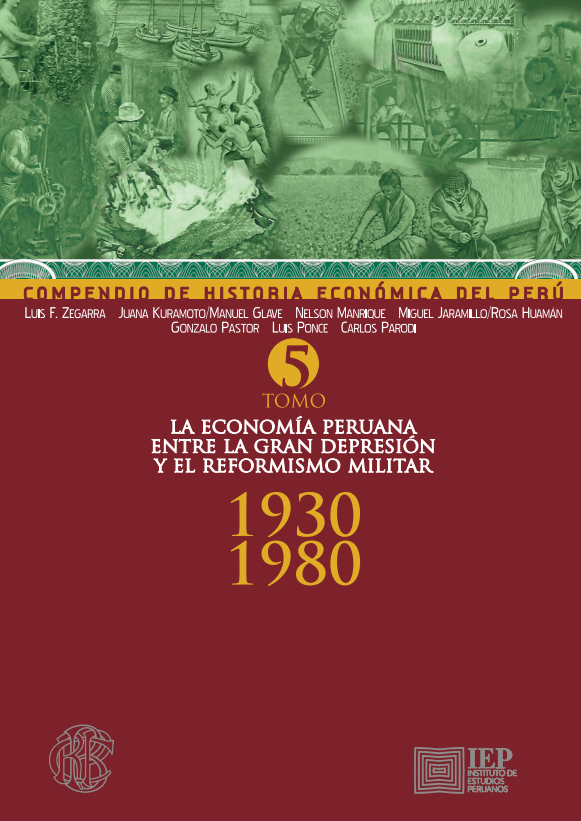 COMPENDIO DE HISTORIA ECONÓMICA DEL PERÚ
LUIS F. ZEGARRA JUANA KURAMOTO/MANUEL GLAVE NELSON MANRIQUE MIGUEL JARAMILLO/ROSA HUAMÁN
GONZALO PASTOR LUIS PONCE CARLOS PARODI
5
TOMO
LA ECONOMÍA PERUANA
ENTRE LA GRAN DEPRESIÓN
Y EL REFORMISMO MILITAR
1930
1980
IEP
INSTITUTO DE
ESTUDIOS
PERUANOS